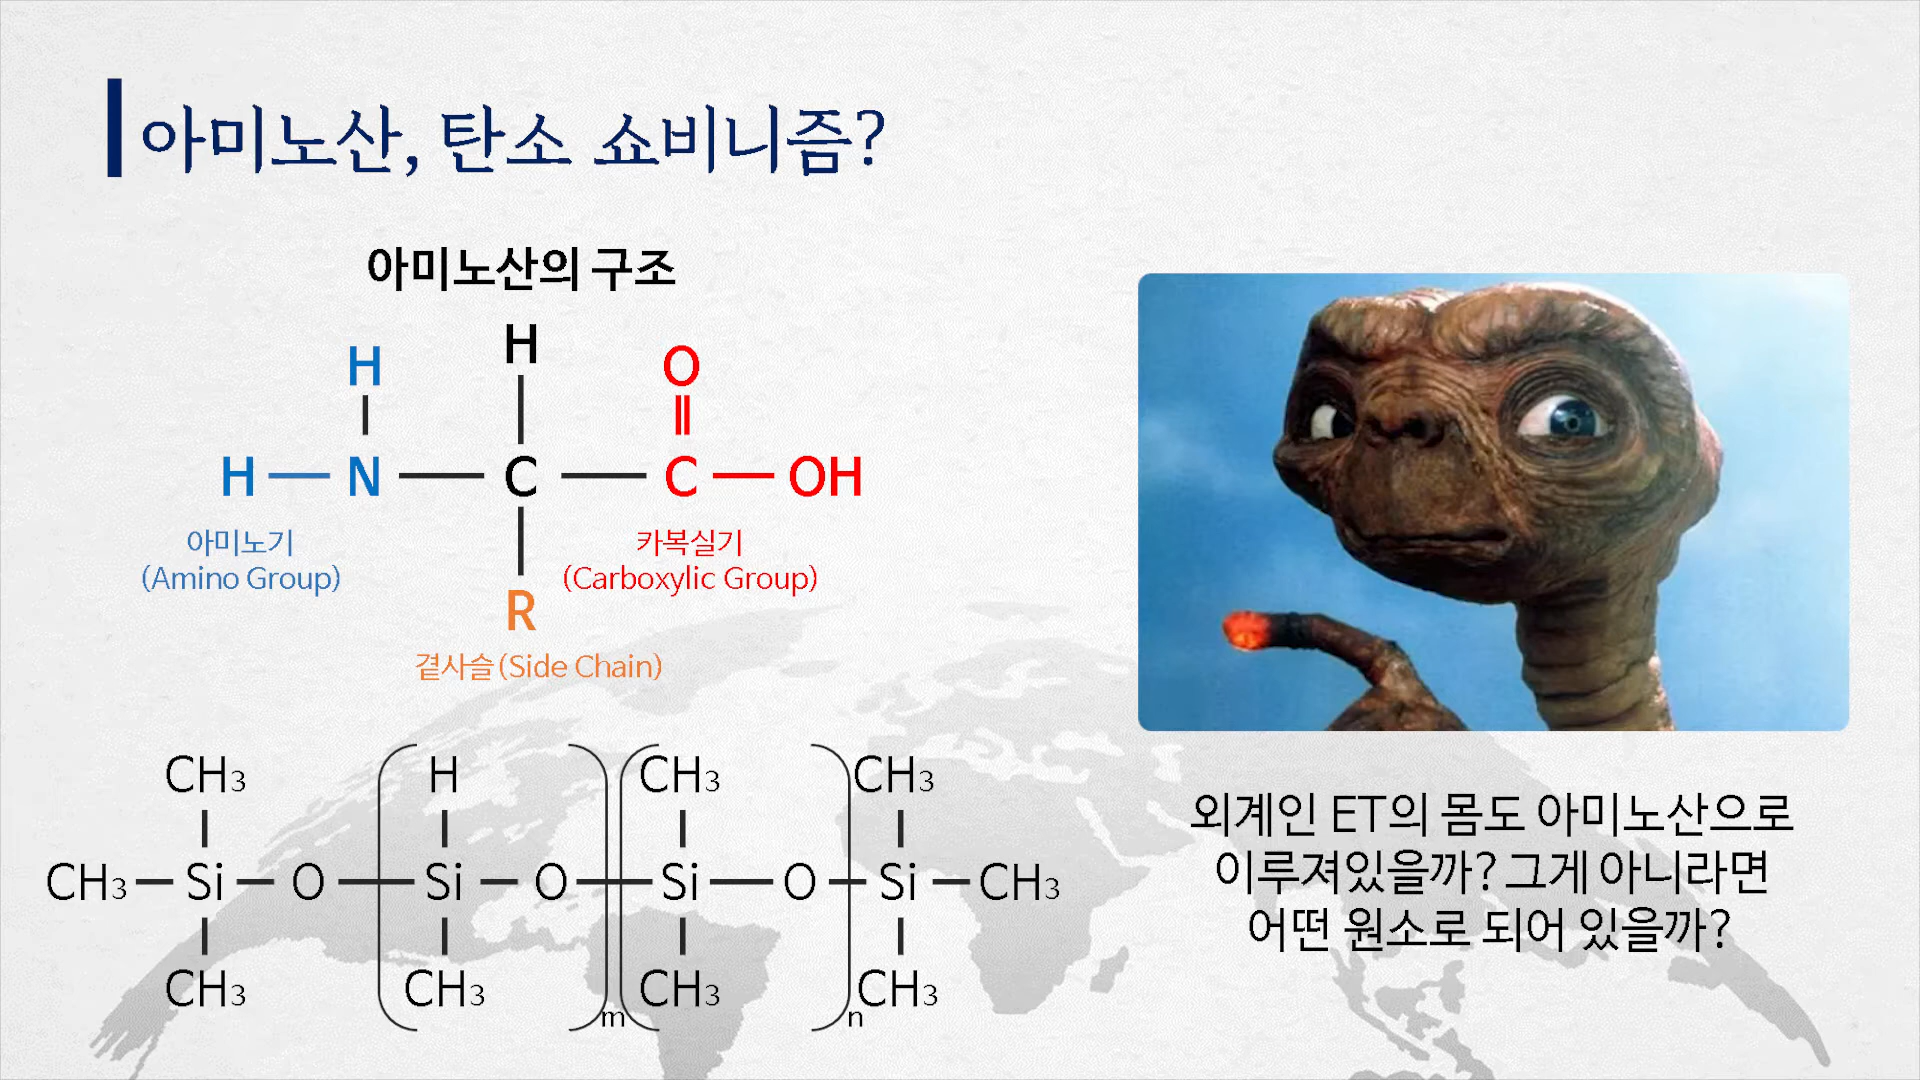 아미노산, 탄소 쇼비니즘?
아미노산의 구조
H H O
H N C C OH
아미노기
(Amino Group)
카복실기
(Carboxylic Group)
R
곁사슬(Side Chain)
CH3 H CH3 CH3
CH3 Si O Si O Si O Si CH3
CH3 CH3 CH3 CH3
m n
외계인 ET의 몸도 아미노산으로
이루져있을까? 그게 아니라면
어떤 원소로 되어 있을까?